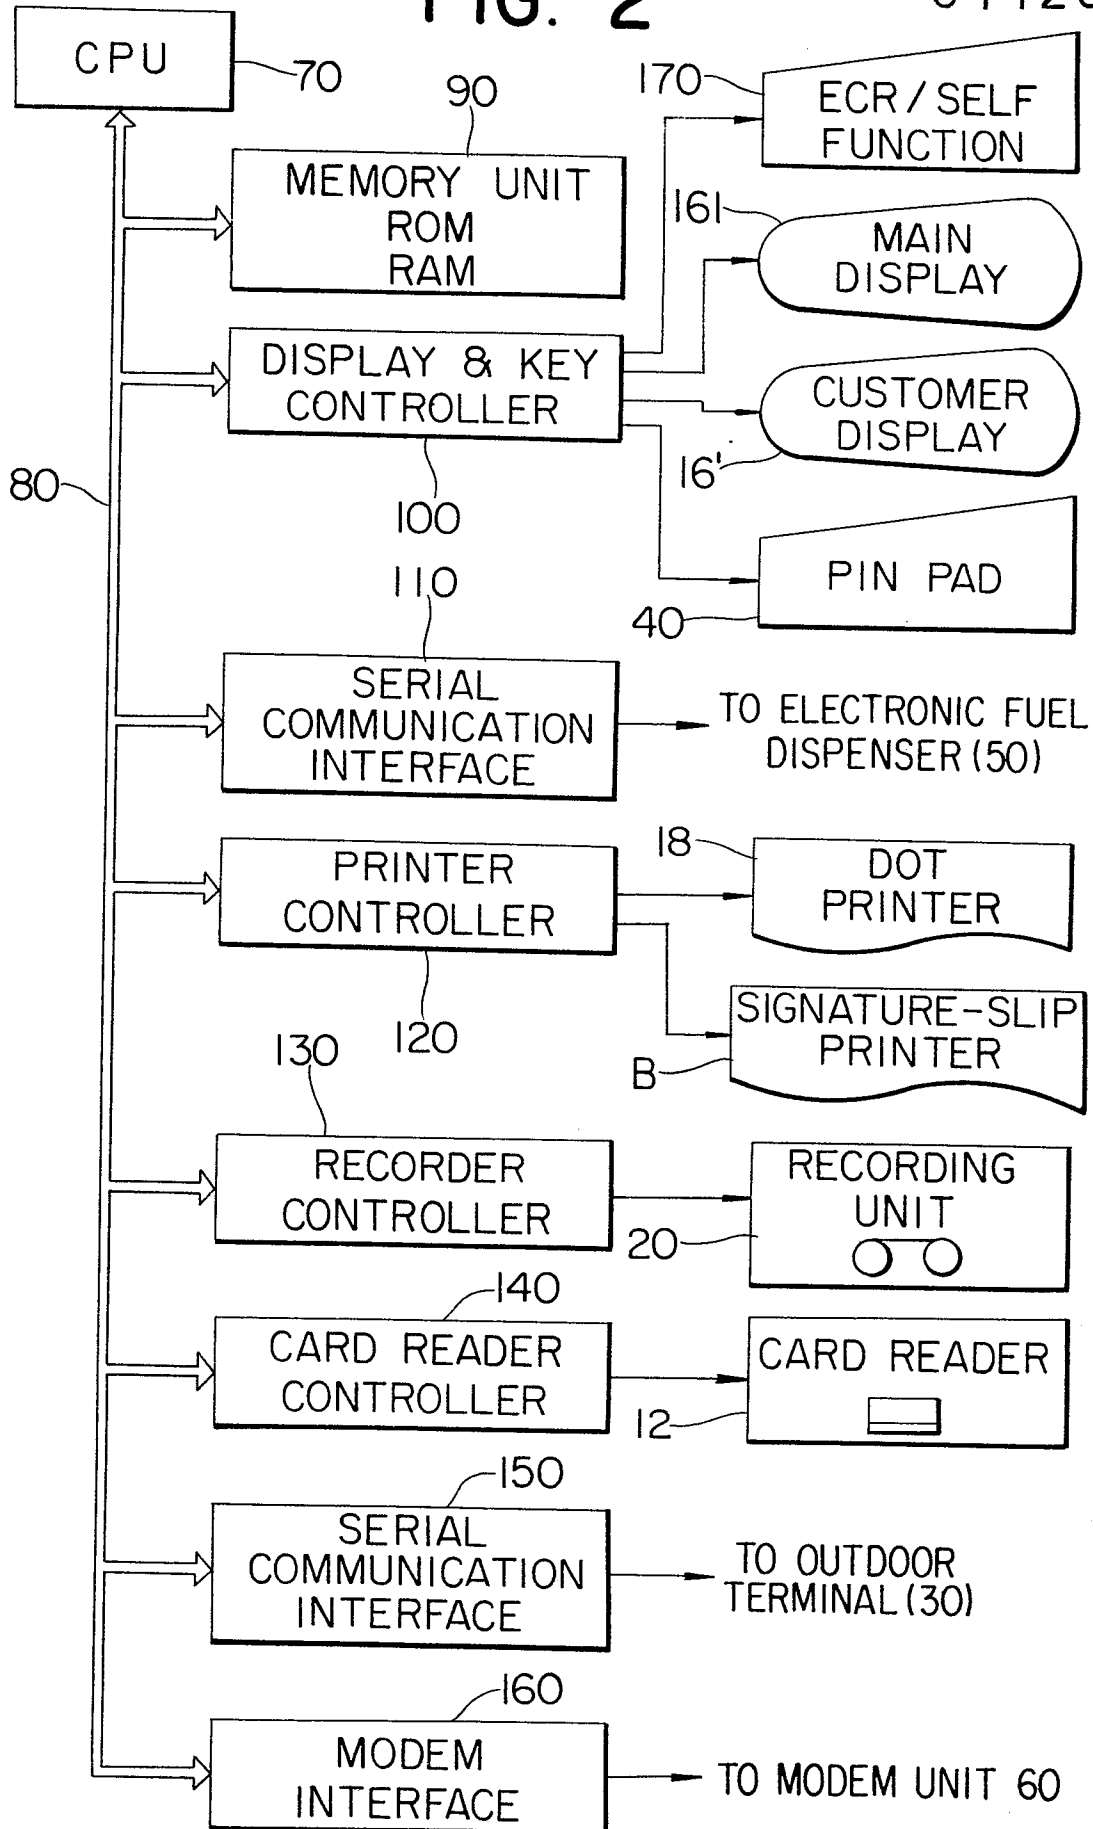 FIG. 2
CPU
70
90
MEMORY UNIT
ROM
RAM
170
ECR / SELF
FUNCTION
161
MAIN
DISPLAY
DISPLAY & KEY
CONTROLLER
100
CUSTOMER
DISPLAY
16'
80
PIN PAD
40
110
SERIAL
COMMUNICATION
INTERFACE
TO ELECTRONIC FUEL
DISPENSER (50)
PRINTER
CONTROLLER
120
18
DOT
PRINTER
SIGNATURE-SLIP
PRINTER
B
130
RECORDER
CONTROLLER
RECORDING
UNIT
20
140
CARD READER
CONTROLLER
CARD READER
12
150
SERIAL
COMMUNICATION
INTERFACE
TO OUTDOOR
TERMINAL (30)
160
MODEM
INTERFACE
TO MODEM UNIT 60